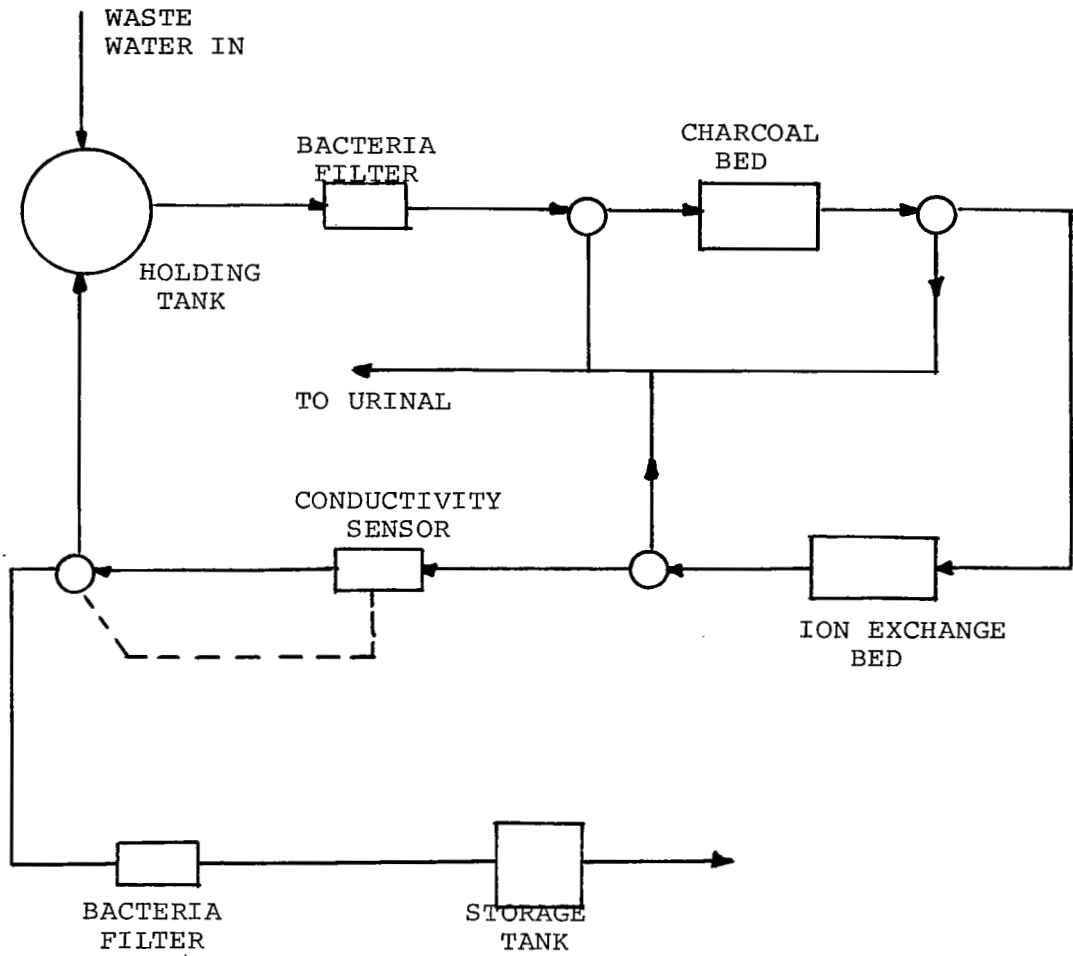 WASTE
WATER IN
BACTERIA
FILTER
CHARCOAL
BED
HOLDING
TANK
TO URINAL
CONDUCTIVITY
SENSOR
ION EXCHANGE
BED
BACTERIA
FILTER
STORAGE
TANK